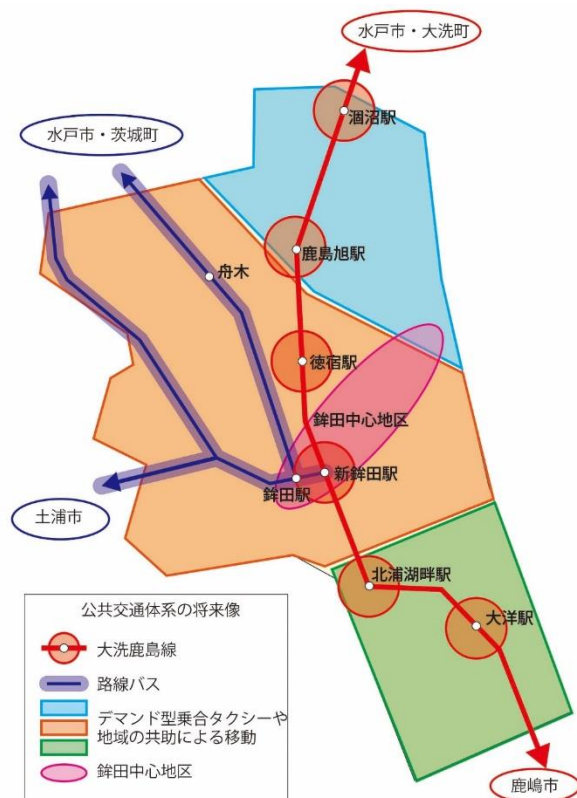 水戸市・大洗町
涸沼駅
水戸市・茨城町
鹿島旭駅
舟木
徳宿駅
鉾田中心地区
新鉾田駅
鉾田駅
土浦市
北浦湖畔駅
大洋駅
公共交通体系の将来像
大洗鹿島線
路線バス
デマンド型乗合タクシーや
地域の共助による移動
鉾田中心地区
鹿嶋市